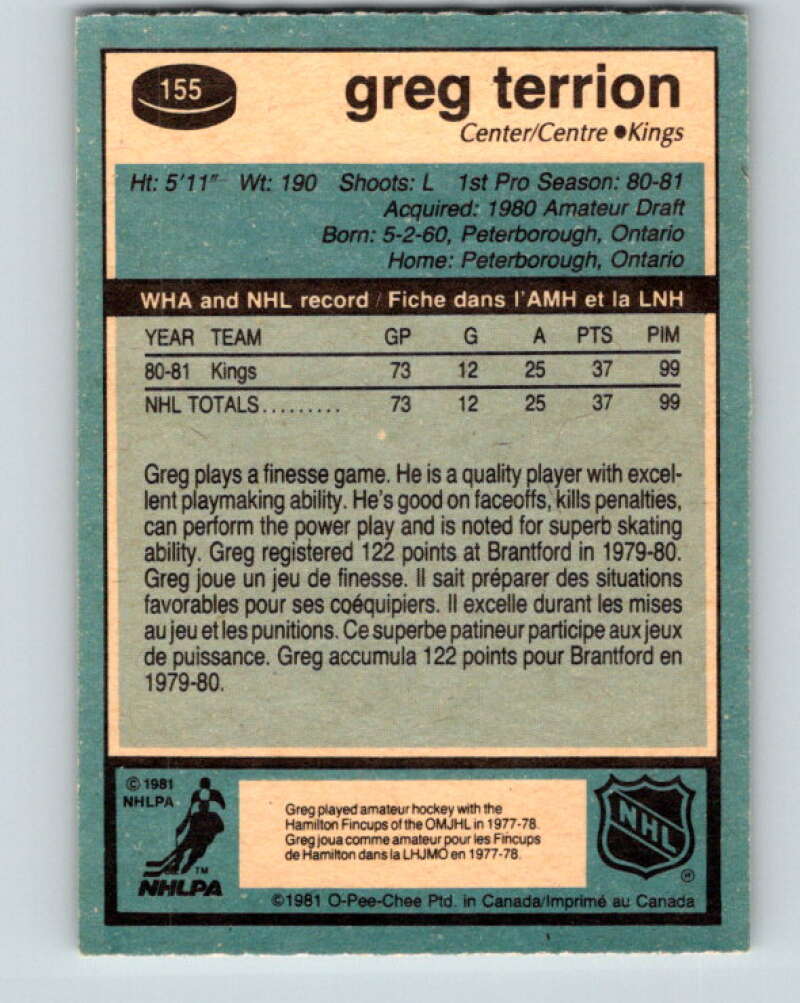 155
greg terrion
Center/Centre ●Kings
Ht: 5'11" Wt: 190 Shoots: L 1st Pro Season: 80-81
Acquired: 1980 Amateur Draft
Born: 5-2-60, Peterborough, Ontario
Home: Peterborough, Ontario
WHA and NHL record / Fiche dans l'AMH et la LNH
YEAR TEAM GP G A PTS PIM
80-81 Kings 73 12 25 37 99
NHL TOTALS......... 73 12 25 37 99
Greg plays a finesse game. He is a quality player with excel-
lent playmaking ability. He's good on faceoffs, kills penalties,
can perform the power play and is noted for superb skating
ability. Greg registered 122 points at Brantford in 1979-80.
Greg joue un jeu de finesse. Il sait préparer des situations
favorables pour ses coéquipiers. Il excelle durant les mises
au jeu et les punitions. Ce superbe patineur participe aux jeux
de puissance. Greg accumula 122 points pour Brantford en
1979-80.
© 1981
NHLPA
TM
NHLPA
Greg played amateur hockey with the
Hamilton Fincups of the OMJHL in 1977-78.
Greg joua comme amateur pour les Fincups
de Hamilton dans la LHJMO en 1977-78.
NHL
®
©1981 O-Pee-Chee Ptd. in Canada/Imprimé au Canada